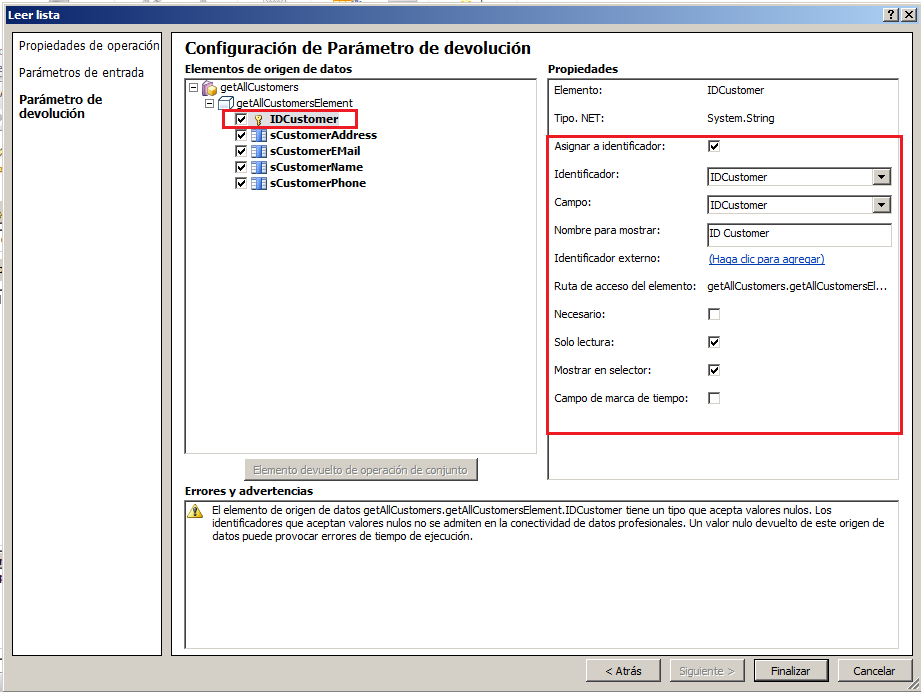 Leer lista
Propiedades de operación
Parámetros de entrada
Parámetro de
devolución
Configuración de Parámetro de devolución
Elementos de origen de datos
getAllCustomers
getAllCustomersElement
IDCustomer
sCustomerAddress
sCustomerEMail
sCustomerName
sCustomerPhone
Elemento devuelto de operación de conjunto
Propiedades
Elemento: IDCustomer
Tipo. NET: System.String
Asignar a identificador:
Identificador: IDCustomer
Campo: IDCustomer
Nombre para mostrar: ID Customer
Identificador externo: (Haga clic para agregar)
Ruta de acceso del elemento: getAllCustomers.getAllCustomersEl...
Necesario:
Solo lectura:
Mostrar en selector:
Campo de marca de tiempo:
Errores y advertencias
El elemento de origen de datos getAllCustomers.getAllCustomersElement.IDCustomer tiene un tipo que acepta valores nulos. Los
identificadores que aceptan valores nulos no se admiten en la conectividad de datos profesionales. Un valor nulo devuelto de este origen de
datos puede provocar errores de tiempo de ejecución.
< Atrás Siguiente > Finalizar Cancelar